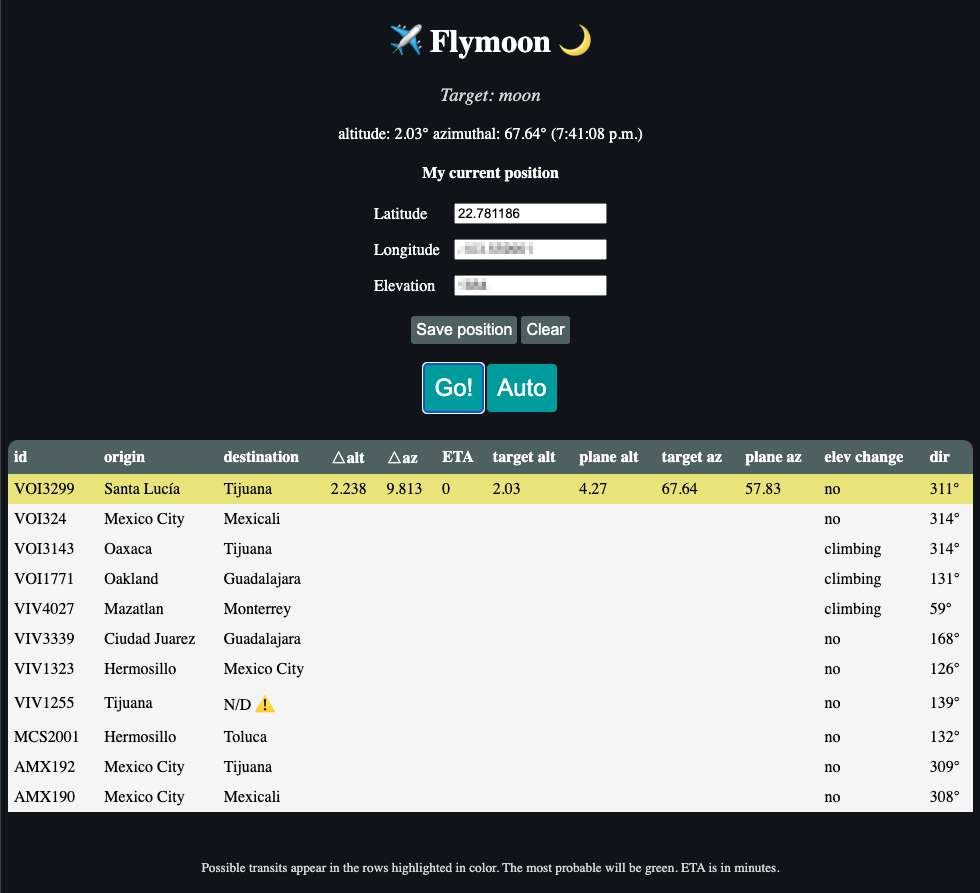 ✈️ Flymoon 🌙
Target: moon
altitude: 2.03° azimuthal: 67.64° (7:41:08 p.m.)
My current position
Latitude 22.781186
Longitude
Elevation
Save position Clear
Go! Auto
id origin destination △alt △az ETA target alt plane alt target az plane az elev change dir
VOI3299 Santa Lucía Tijuana 2.238 9.813 0 2.03 4.27 67.64 57.83 no 311°
VOI324 Mexico City Mexicali no 314°
VOI3143 Oaxaca Tijuana climbing 314°
VOI1771 Oakland Guadalajara climbing 131°
VIV4027 Mazatlan Monterrey climbing 59°
VIV3339 Ciudad Juarez Guadalajara no 168°
VIV1323 Hermosillo Mexico City no 126°
VIV1255 Tijuana N/D ⚠️ no 139°
MCS2001 Hermosillo Toluca no 132°
AMX192 Mexico City Tijuana no 309°
AMX190 Mexico City Mexicali no 308°
Possible transits appear in the rows highlighted in color. The most probable will be green. ETA is in minutes.